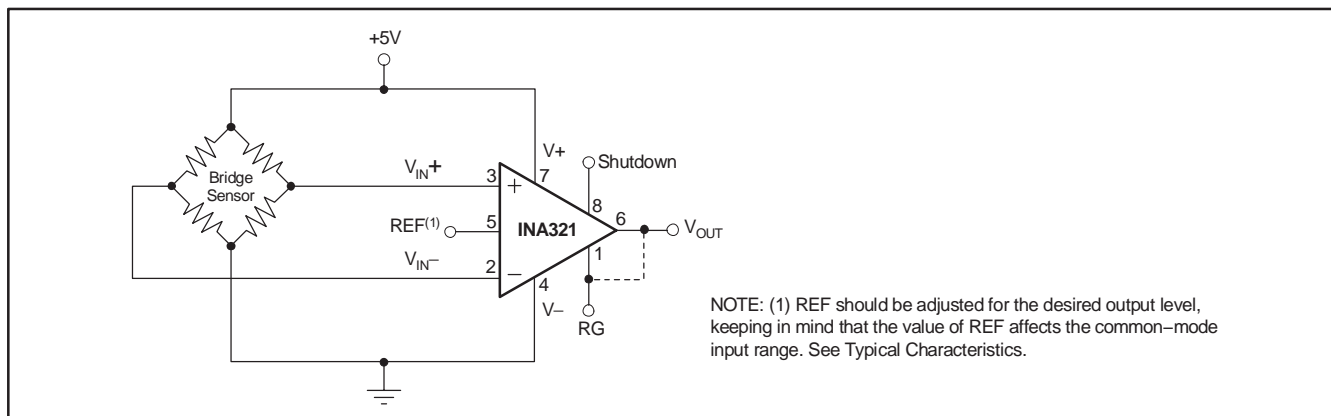 +5V
Bridge
Sensor
V+
Shutdown
VIN+
3
+
7
8
REF(1)
5
INA321
6
VOUT
VIN−
2
−
1
4
V−
RG
NOTE: (1) REF should be adjusted for the desired output level,
keeping in mind that the value of REF affects the common−mode
input range. See Typical Characteristics.